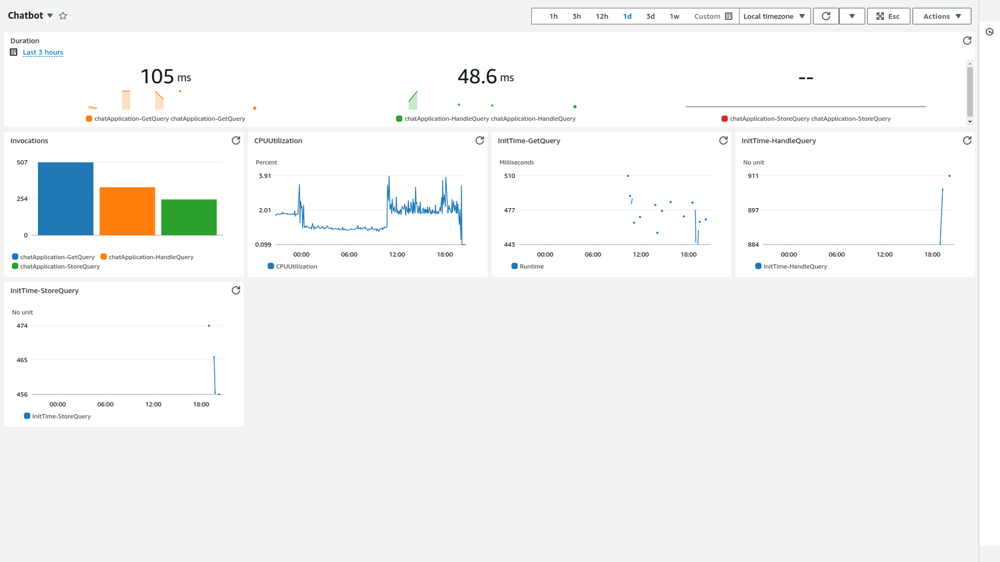 Chatbot
1h 3h 12h 1d 3d 1w Custom Local timezone Esc Actions
Duration
Last 3 hours
105 ms 48.6 ms --
chatApplication-GetQuery chatApplication-GetQuery
chatApplication-HandleQuery chatApplication-HandleQuery
chatApplication-StoreQuery chatApplication-StoreQuery
Invocations
507
254
0
chatApplication-GetQuery chatApplication-HandleQuery
chatApplication-StoreQuery
CPUUtilization
Percent
3.91
2.01
0.099
00:00 06:00 12:00 18:00
CPUUtilization
InitTime-GetQuery
Milliseconds
510
477
443
00:00 06:00 12:00 18:00
Runtime
InitTime-HandleQuery
No unit
911
897
884
00:00 06:00 12:00 18:00
InitTime-HandleQuery
InitTime-StoreQuery
No unit
474
465
456
00:00 06:00 12:00 18:00
InitTime-StoreQuery